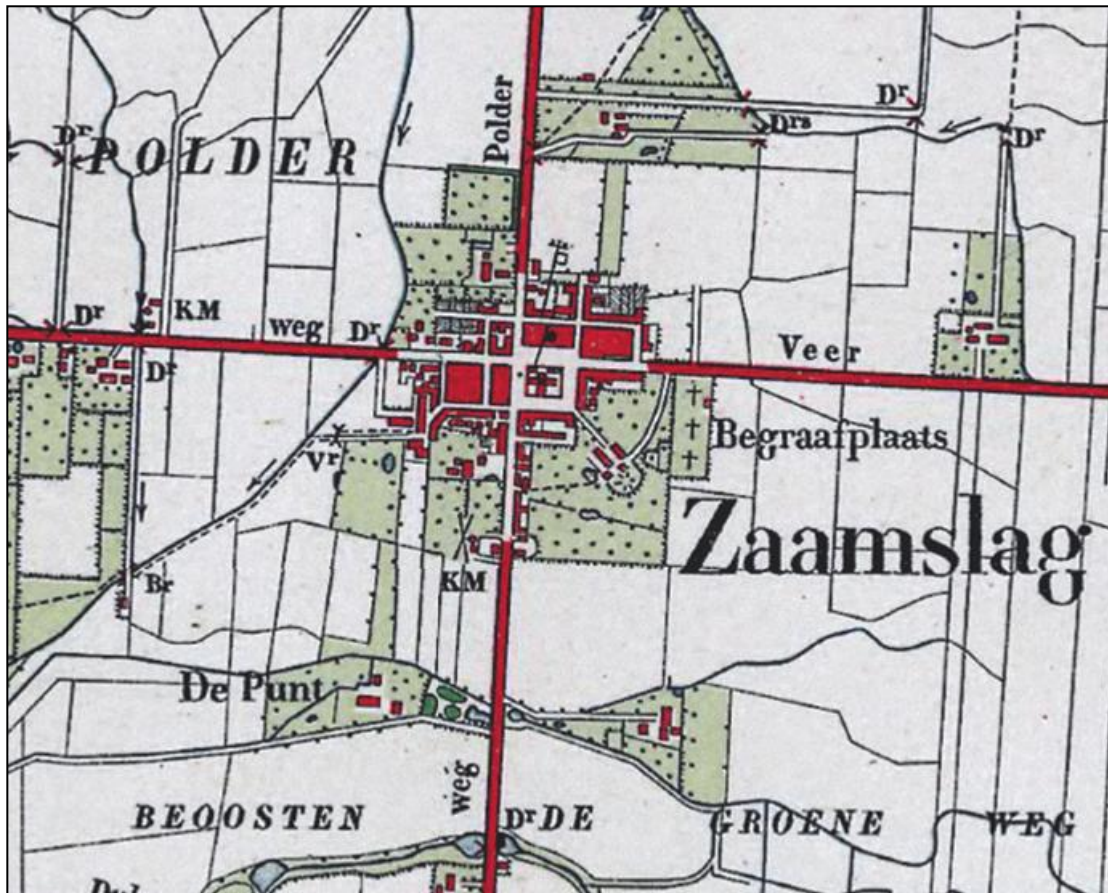 Polder
Dr
Drs
Dr
Dr
POLDER
KM
Dr
weg
Dr
Veer
Dr
Begraafplaats
Vr
Zaamslag
KM
Br
De Punt
weg
BEOOSTEN
Dr
DE
GROENE
WEG